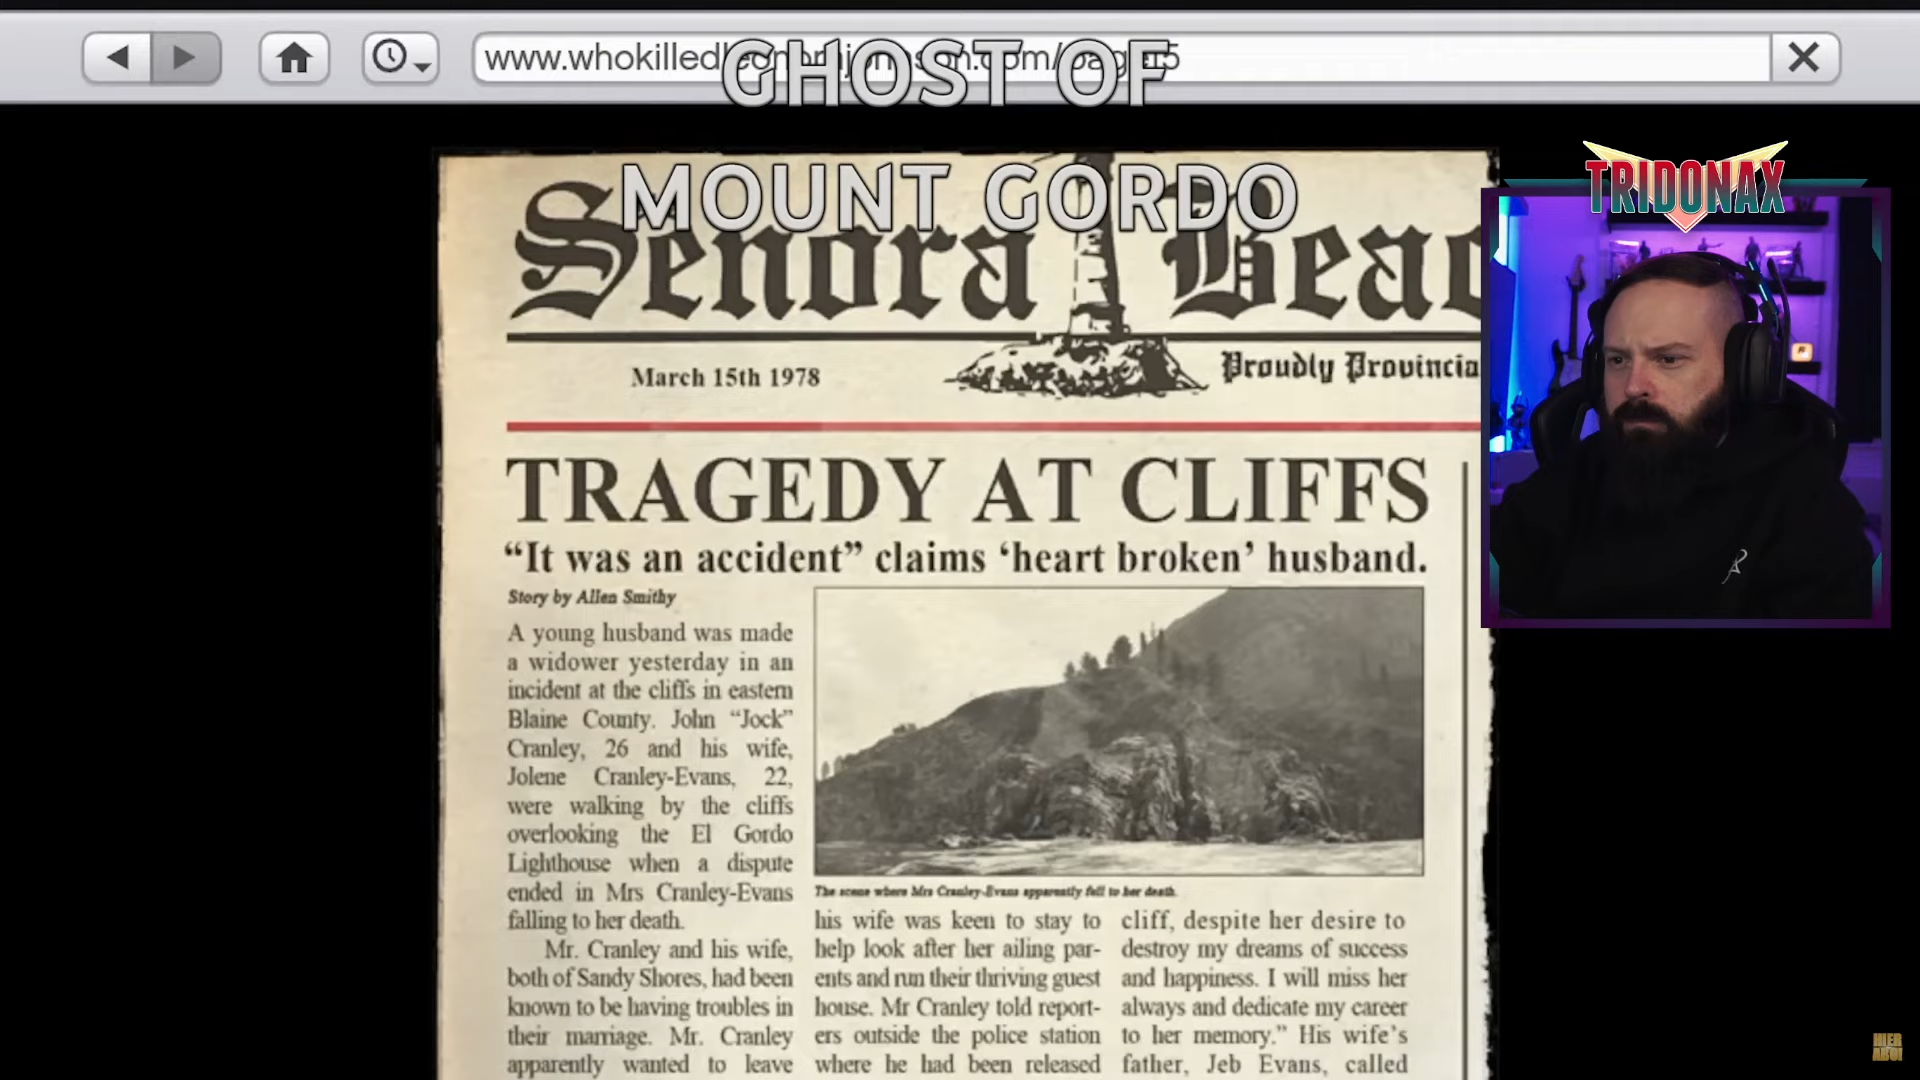 www.whokilledl
GHOST OF
MOUNT GORDO
TRIDONAX
Senora Beac
March 15th 1978
Proudly Provincia
TRAGEDY AT CLIFFS
“It was an accident” claims ‘heart broken’ husband.
Story by Allen Smithy
A young husband was made
a widower yesterday in an
incident at the cliffs in eastern
Blaine County. John “Jock”
Cranley, 26 and his wife,
Jolene Cranley-Evans, 22,
were walking by the cliffs
overlooking the El Gordo
Lighthouse when a dispute
ended in Mrs Cranley-Evans
falling to her death.
Mr. Cranley and his wife,
both of Sandy Shores, had been
known to be having troubles in
their marriage. Mr. Cranley
apparently wanted to leave
The scene where Mrs Cranley-Evans apparently fell to her death.
his wife was keen to stay to
help look after her ailing par-
ents and run their thriving guest
house. Mr Cranley told report-
ers outside the police station
where he had been released
cliff, despite her desire to
destroy my dreams of success
and happiness. I will miss her
always and dedicate my career
to her memory.” His wife’s
father, Jeb Evans, called
HIER
ABO!